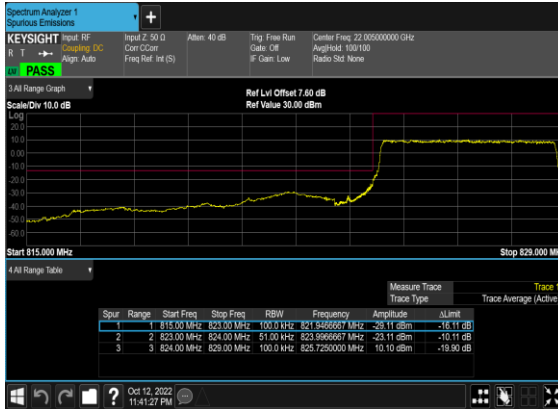 Spectrum Analyzer 1
Spurious Emissions
+
KEYSIGHT Input: RF Input Z: 50 Ω Atten: 40 dB Trig: Free Run Center Freq: 22.005000000 GHz
R T Coupling: DC Corr CCorr Gate: Off Avg|Hold: 100/100
Align: Auto Freq Ref: Int (S) IF Gain: Low Radio Std: None
PASS
3 All Range Graph Ref Lvl Offset 7.60 dB
Scale/Div 10.0 dB Ref Value 30.00 dBm
Log
20.0
10.0
0.00
-10.0
-20.0
-30.0
-40.0
-50.0
-60.0
Start 815.000 MHz Stop 829.000 MH
4 All Range Table
Measure Trace Trace 1
Trace Type Trace Average (Active
Spur Range Start Freq Stop Freq RBW Frequency Amplitude ΔLimit
1 1 815.00 MHz 823.00 MHz 100.0 kHz 821.9466667 MHz -29.11 dBm -16.11 dB
2 2 823.00 MHz 824.00 MHz 51.00 kHz 823.9966667 MHz -23.11 dBm -10.11 dB
3 3 824.00 MHz 829.00 MHz 100.0 kHz 825.7250000 MHz 10.10 dBm -19.90 dB
? Oct 12, 2022
11:41:27 PM